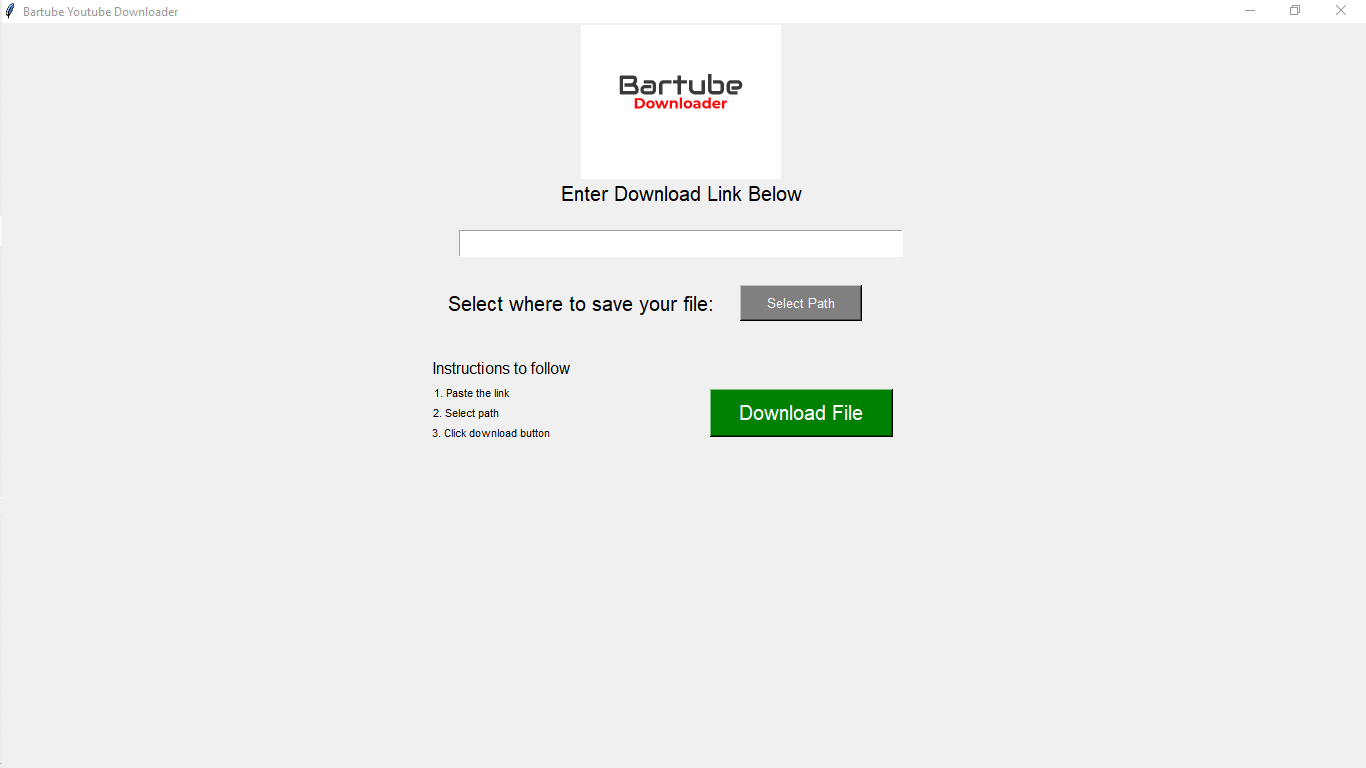 Bartube Youtube Downloader
Bartube
Downloader
Enter Download Link Below
Select where to save your file:
Select Path
Instructions to follow
1. Paste the link
2. Select path
3. Click download button
Download File